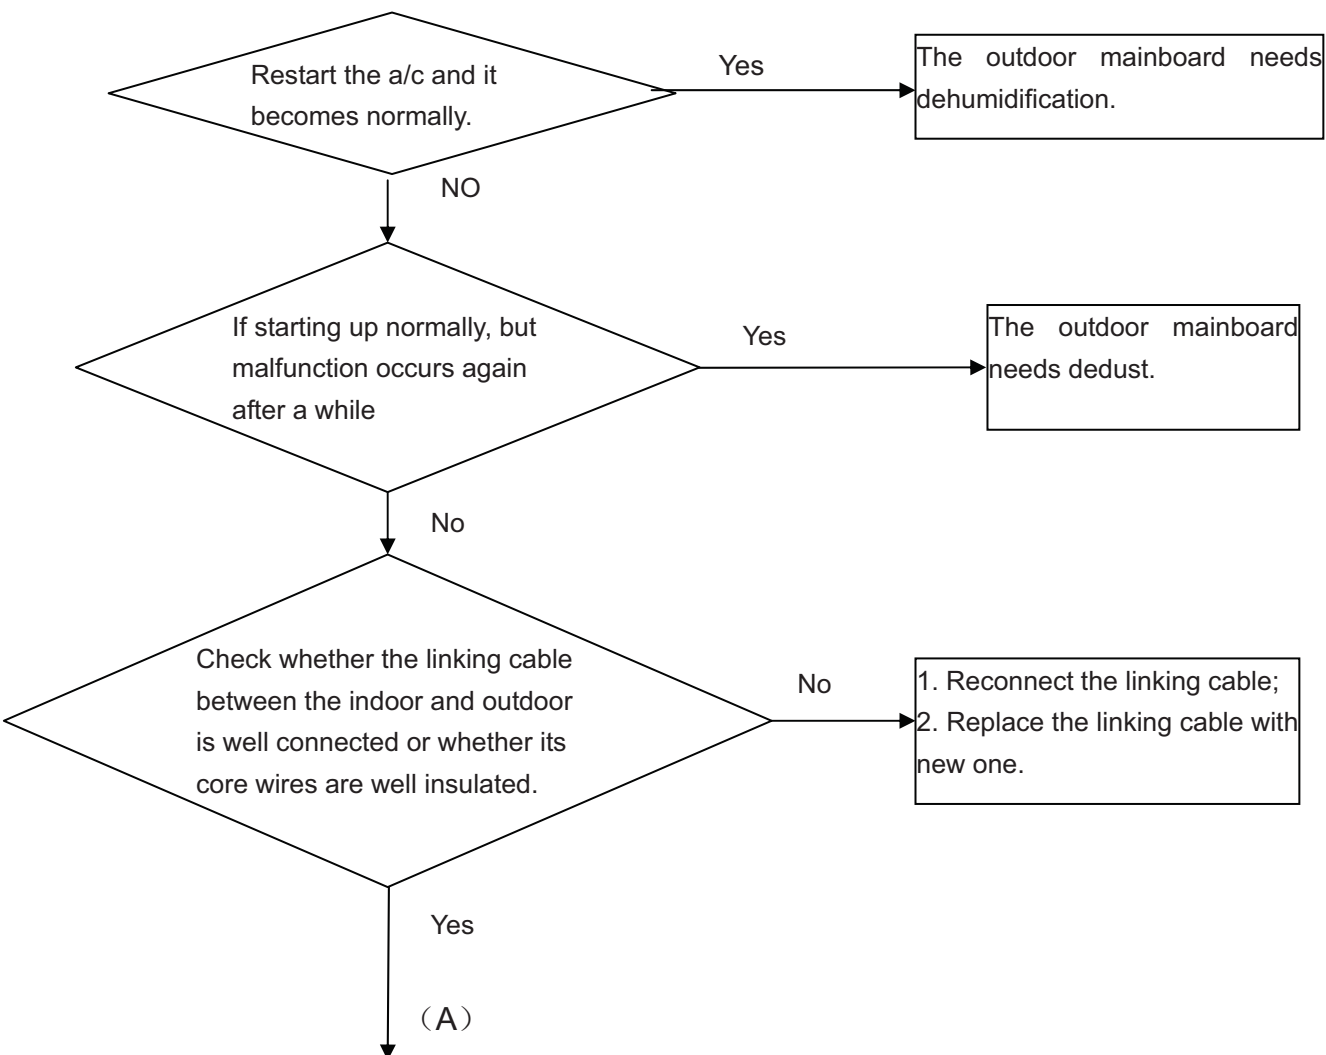 Restart the a/c and it
becomes normally.
Yes
The outdoor mainboard needs
dehumidification.
NO
If starting up normally, but
malfunction occurs again
after a while
Yes
The outdoor mainboard
needs dedust.
No
Check whether the linking cable
between the indoor and outdoor
is well connected or whether its
core wires are well insulated.
No
1. Reconnect the linking cable;
2. Replace the linking cable with
new one.
Yes
（A）